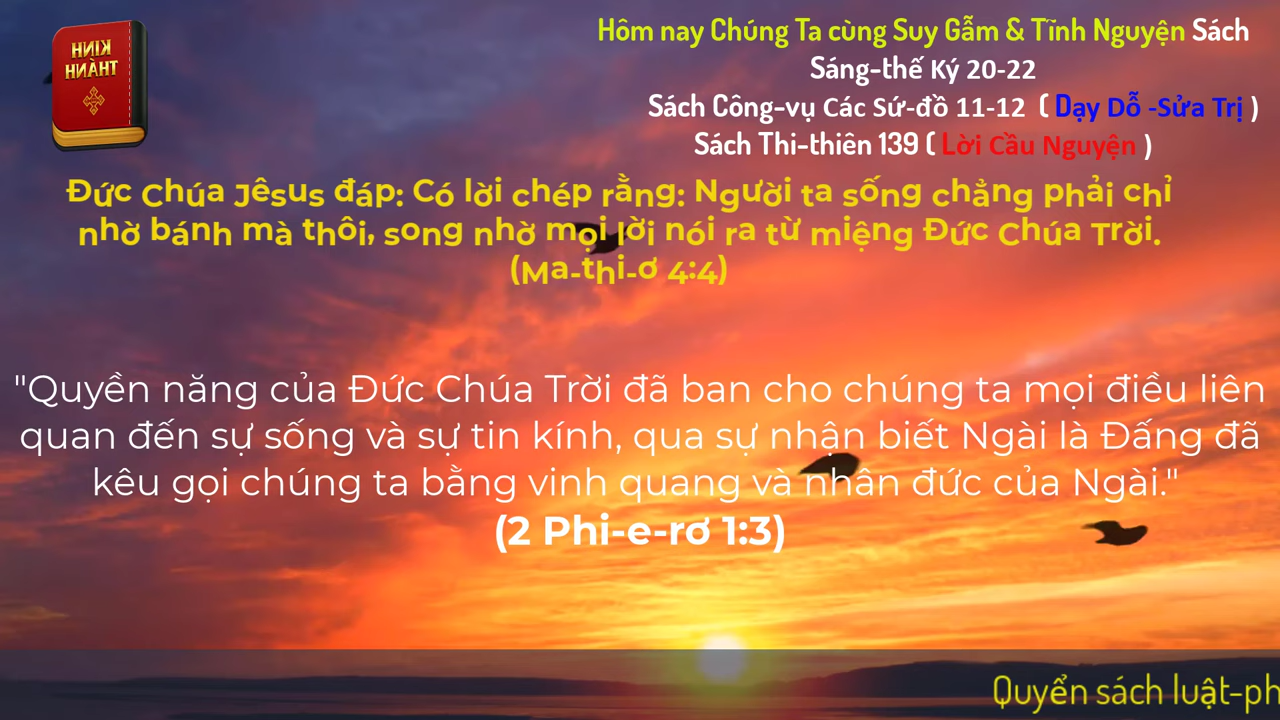 KINH
THÀNH
Hôm nay Chúng Ta cùng Suy Gẫm & Tĩnh Nguyện Sách
Sáng-thế Ký 20-22
Sách Công-vụ Các Sứ-đồ 11-12 ( Dạy Dỗ -Sửa Trị )
Sách Thi-thiên 139 ( Lời Cầu Nguyện )
Đức Chúa Jêsus đáp: Có lời chép rằng: Người ta sống chẳng phải chỉ
nhờ bánh mà thôi, song nhờ mọi lời nói ra từ miệng Đức Chúa Trời.
(Ma-thi-ơ 4:4)
"Quyền năng của Đức Chúa Trời đã ban cho chúng ta mọi điều liên
quan đến sự sống và sự tin kính, qua sự nhận biết Ngài là Đấng đã
kêu gọi chúng ta bằng vinh quang và nhân đức của Ngài."
(2 Phi-e-rơ 1:3)
Quyển sách luật-ph